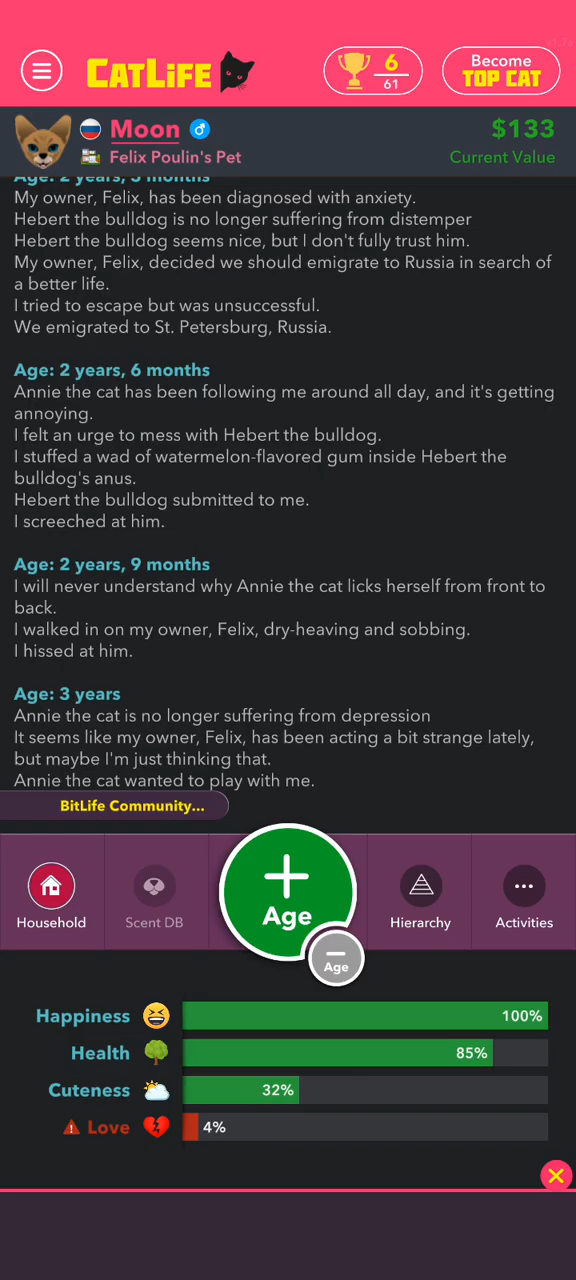 CATLIFE
6
61
Become
TOP CAT
Moon
$133
Felix Poulin's Pet
Current Value
Age: 2 years, 3 months
My owner, Felix, has been diagnosed with anxiety.
Hebert the bulldog is no longer suffering from distemper
Hebert the bulldog seems nice, but I don't fully trust him.
My owner, Felix, decided we should emigrate to Russia in search of
a better life.
I tried to escape but was unsuccessful.
We emigrated to St. Petersburg, Russia.
Age: 2 years, 6 months
Annie the cat has been following me around all day, and it's getting
annoying.
I felt an urge to mess with Hebert the bulldog.
I stuffed a wad of watermelon-flavored gum inside Hebert the
bulldog's anus.
Hebert the bulldog submitted to me.
I screeched at him.
Age: 2 years, 9 months
I will never understand why Annie the cat licks herself from front to
back.
I walked in on my owner, Felix, dry-heaving and sobbing.
I hissed at him.
Age: 3 years
Annie the cat is no longer suffering from depression
It seems like my owner, Felix, has been acting a bit strange lately,
but maybe I'm just thinking that.
Annie the cat wanted to play with me.
BitLife Community...
Household
Scent DB
Age
Age
Hierarchy
Activities
Happiness
100%
Health
85%
Cuteness
32%
Love
4%